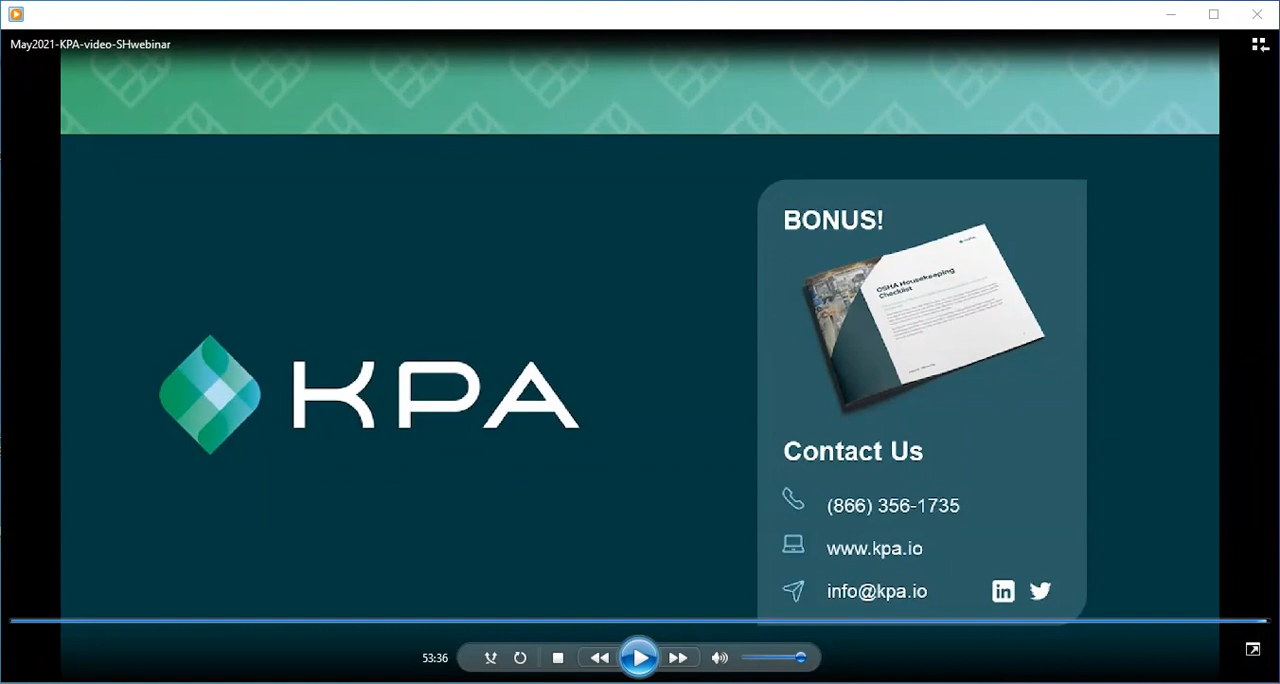 May2021-KPA-video-SHwebinar
BONUS!
OSHA Housekeeping
Checklist
KPA
Contact Us
(866) 356-1735
www.kpa.io
info@kpa.io
in
53:36